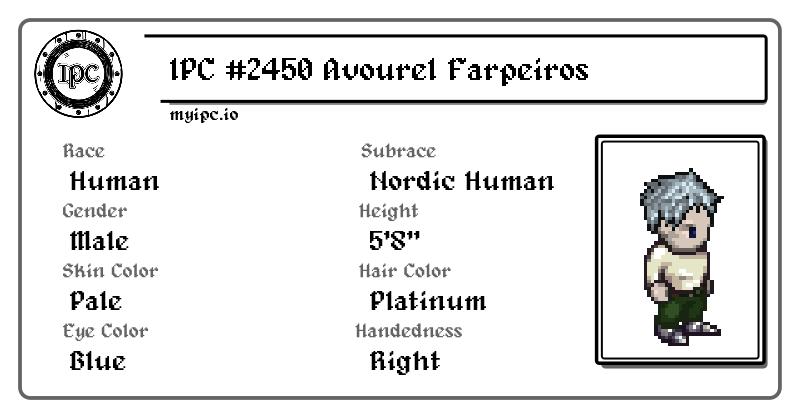 IPC
IPC #2450 Avourel Farpeiros
myipc.io
Race
Human
Subrace
Nordic Human
Gender
Male
Height
5'8"
Skin Color
Pale
Hair Color
Platinum
Eye Color
Blue
Handedness
Right